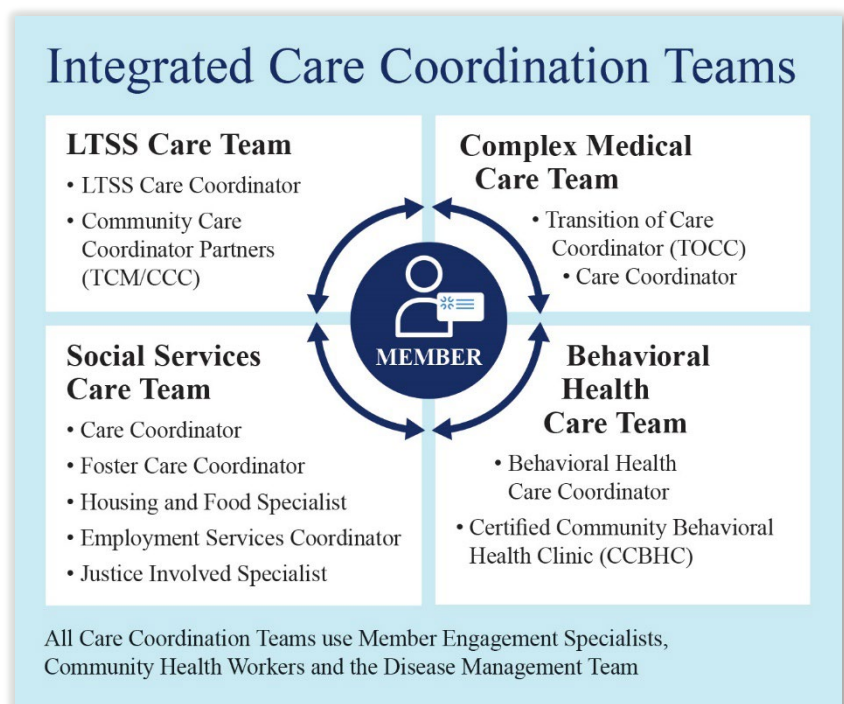 Integrated Care Coordination Teams
LTSS Care Team
• LTSS Care Coordinator
• Community Care
Coordinator Partners
(TCM/CCC)
Complex Medical
Care Team
• Transition of Care
Coordinator (TOCC)
• Care Coordinator
MEMBER
Social Services
Care Team
• Care Coordinator
• Foster Care Coordinator
• Housing and Food Specialist
• Employment Services Coordinator
• Justice Involved Specialist
Behavioral
Health
Care Team
• Behavioral Health
Care Coordinator
• Certified Community Behavioral
Health Clinic (CCBHC)
All Care Coordination Teams use Member Engagement Specialists,
Community Health Workers and the Disease Management Team